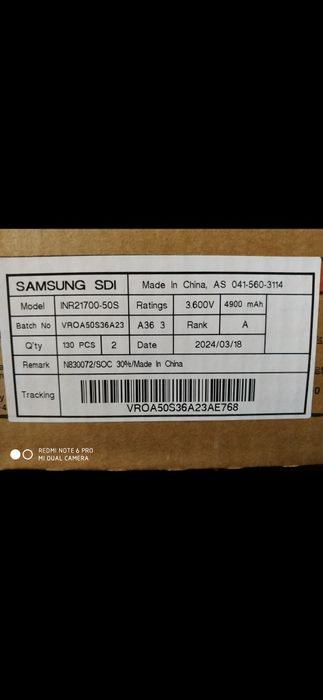 SAMSUNG SDI Made In China, AS 041-560-3114
Model INR21700-50S Ratings 3.600V 4900 mAh
Batch No VROA50S36A23 A36 3 Rank A
Q'ty 130 PCS 2 Date 2024/03/18
Remark N830072/SOC 30%/Made In China
Tracking
VROA50S36A23AE768
REDMI NOTE 6 PRO
MI DUAL CAMERA